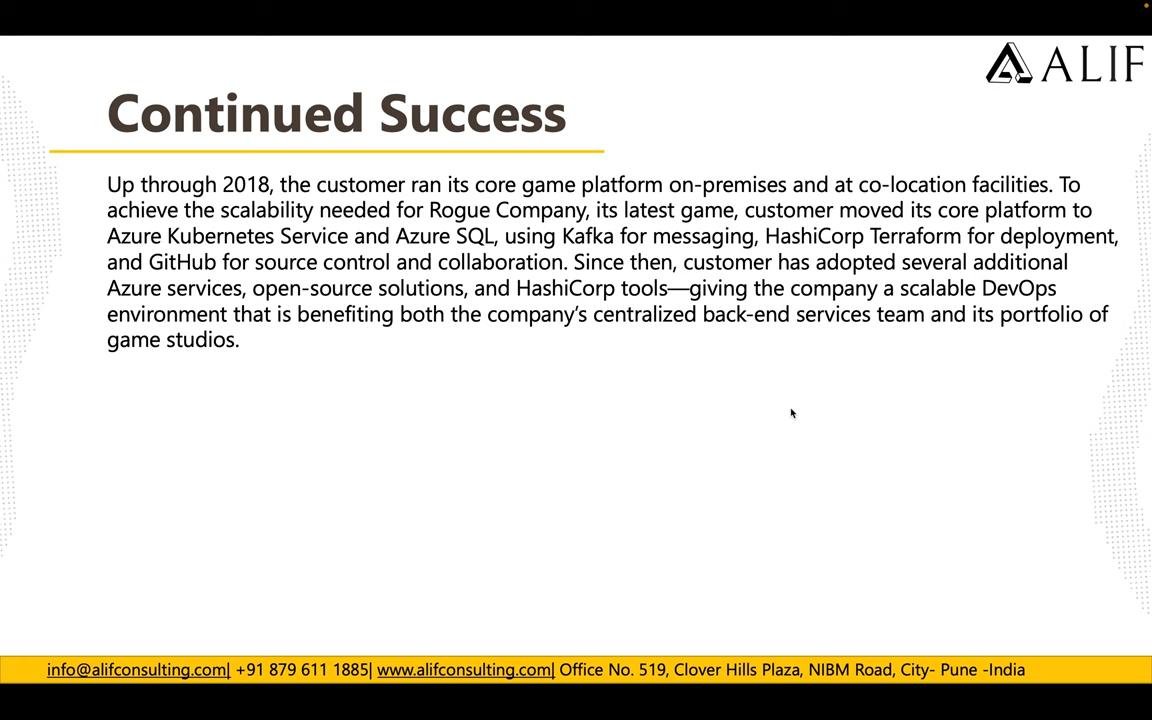 ALIF
Continued Success
Up through 2018, the customer ran its core game platform on-premises and at co-location facilities. To
achieve the scalability needed for Rogue Company, its latest game, customer moved its core platform to
Azure Kubernetes Service and Azure SQL, using Kafka for messaging, HashiCorp Terraform for deployment,
and GitHub for source control and collaboration. Since then, customer has adopted several additional
Azure services, open-source solutions, and HashiCorp tools—giving the company a scalable DevOps
environment that is benefiting both the company’s centralized back-end services team and its portfolio of
game studios.
info@alifconsulting.com| +91 879 611 1885| www.alifconsulting.com| Office No. 519, Clover Hills Plaza, NIBM Road, City- Pune -India